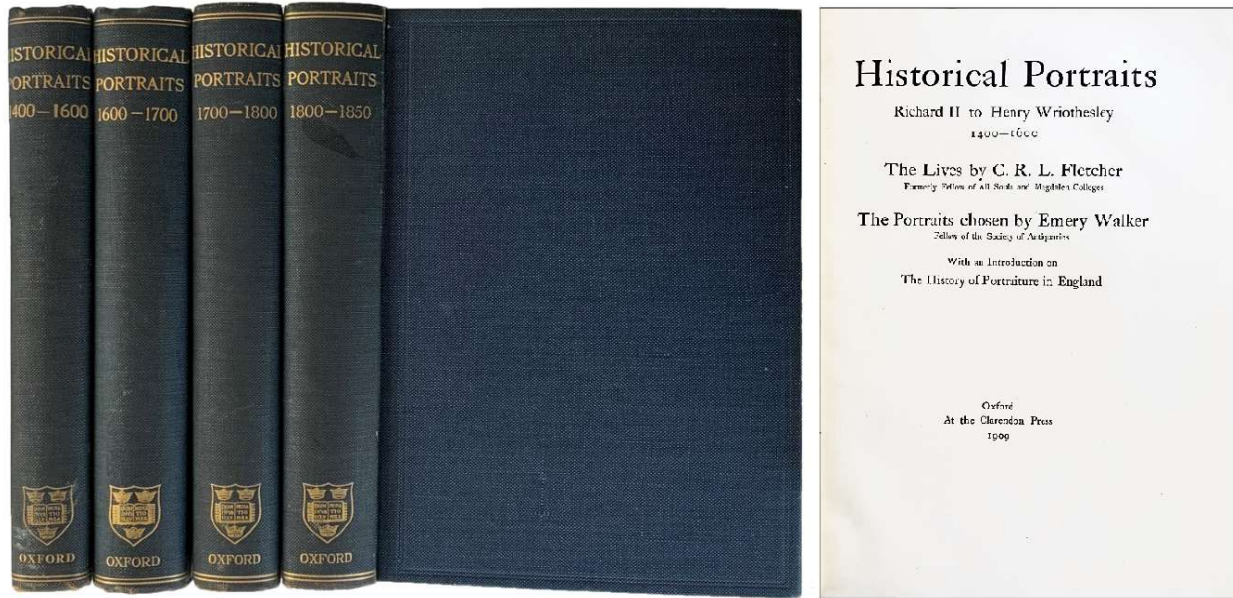 HISTORICAL
PORTRAITS
1400—1600
OXFORD
HISTORICAL
PORTRAITS
1600—1700
OXFORD
HISTORICAL
PORTRAITS
1700—1800
OXFORD
HISTORICAL
PORTRAITS
1800—1850
OXFORD
Historical Portraits
Richard II to Henry Wriothesley
1400—1600
The Lives by C. R. L. Fletcher
Formerly Fellow of All Souls and Magdalen Colleges
The Portraits chosen by Emery Walker
Fellow of the Society of Antiquaries
With an Introduction on
The History of Portraiture in England
Oxford
At the Clarendon Press
1909